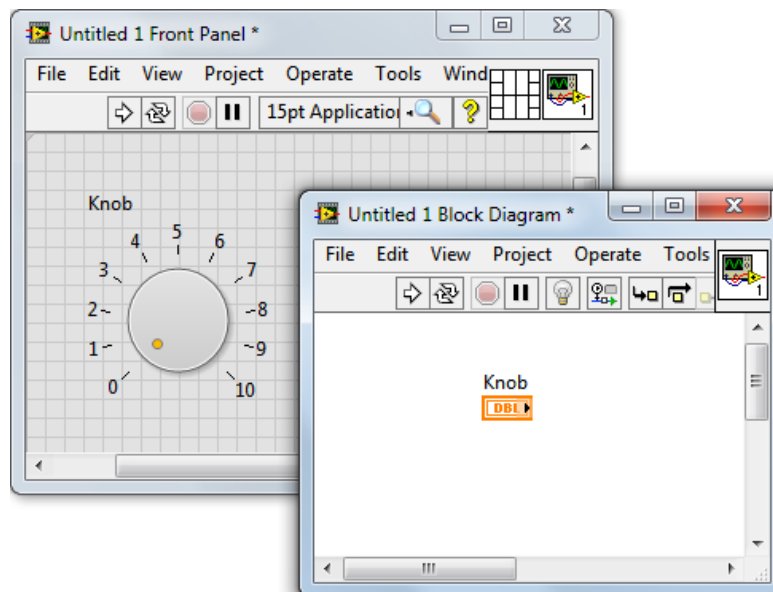 Untitled 1 Front Panel *
File Edit View Project Operate Tools Wind
15pt Application
1
Knob
0 1 2 3 4 5 6 7 8 9 10
Untitled 1 Block Diagram *
File Edit View Project Operate Tools
1
Knob
DBL